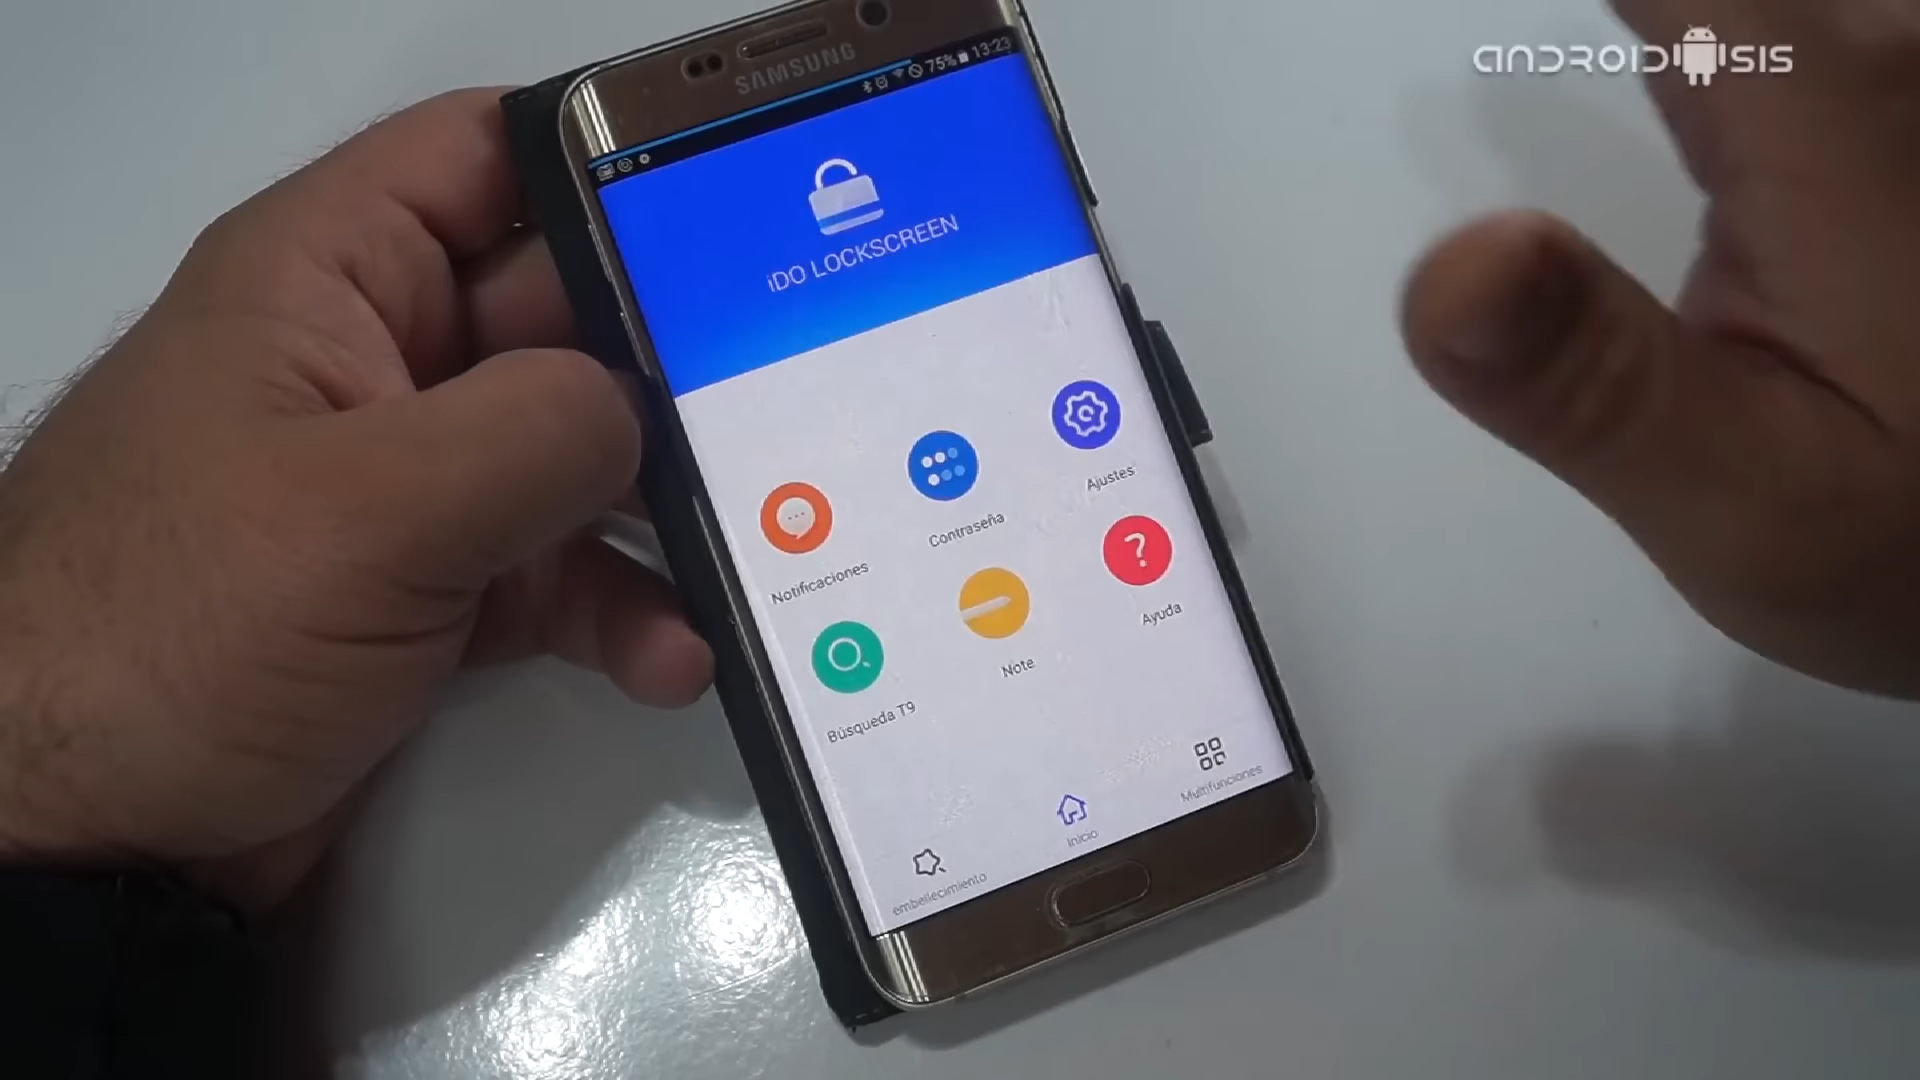 ANDROIDSIS
SAMSUNG
75% 13:23
iDO LOCKSCREEN
Notificaciones
Contraseña
Ajustes
Búsqueda T9
Note
Ayuda
embellecimiento
Inicio
Multifunciones